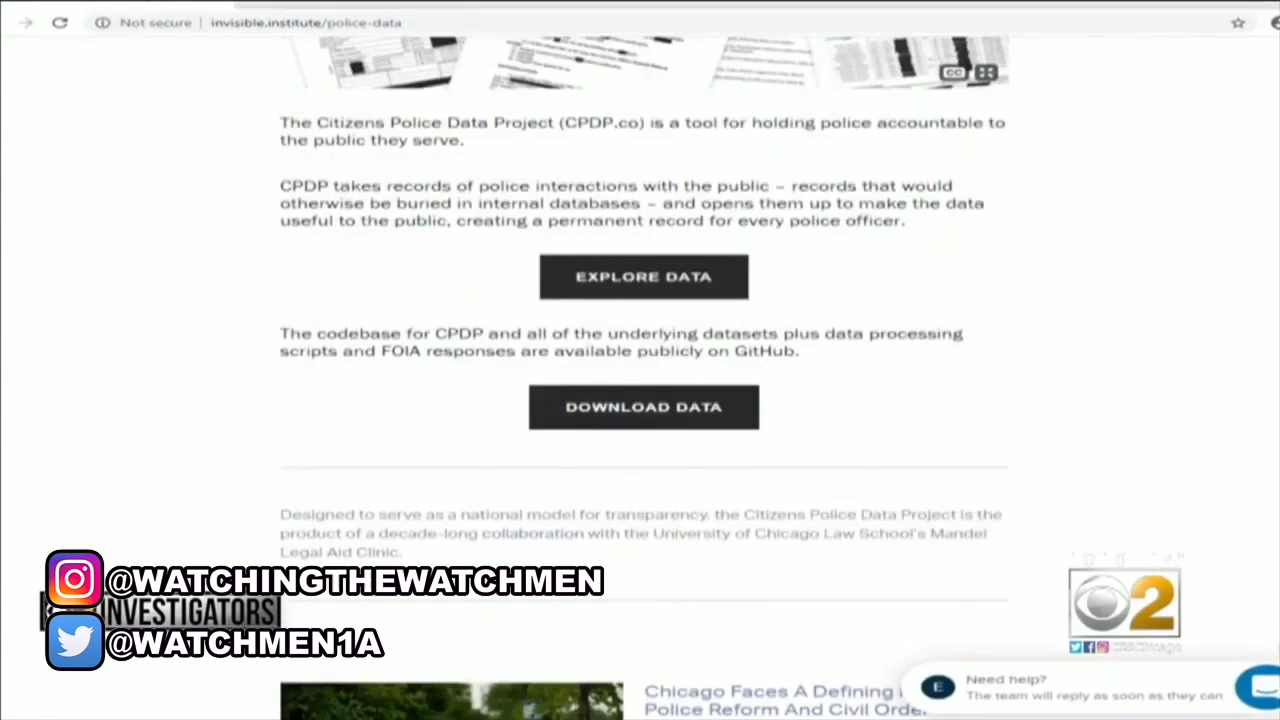 Not secure | invisible.institute/police-data
CC
The Citizens Police Data Project (CPDP.co) is a tool for holding police accountable to
the public they serve.
CPDP takes records of police interactions with the public – records that would
otherwise be buried in internal databases – and opens them up to make the data
useful to the public, creating a permanent record for every police officer.
EXPLORE DATA
The codebase for CPDP and all of the underlying datasets plus data processing
scripts and FOIA responses are available publicly on GitHub.
DOWNLOAD DATA
Designed to serve as a national model for transparency, the Citizens Police Data Project is the
product of a decade-long collaboration with the University of Chicago Law School's Mandel
Legal Aid Clinic.
@WATCHINGTHEWATCHMEN
INVESTIGATORS
@WATCHMEN1A
2
Need help?
The team will reply as soon as they can
Chicago Faces A Defining
Police Reform And Civil Order